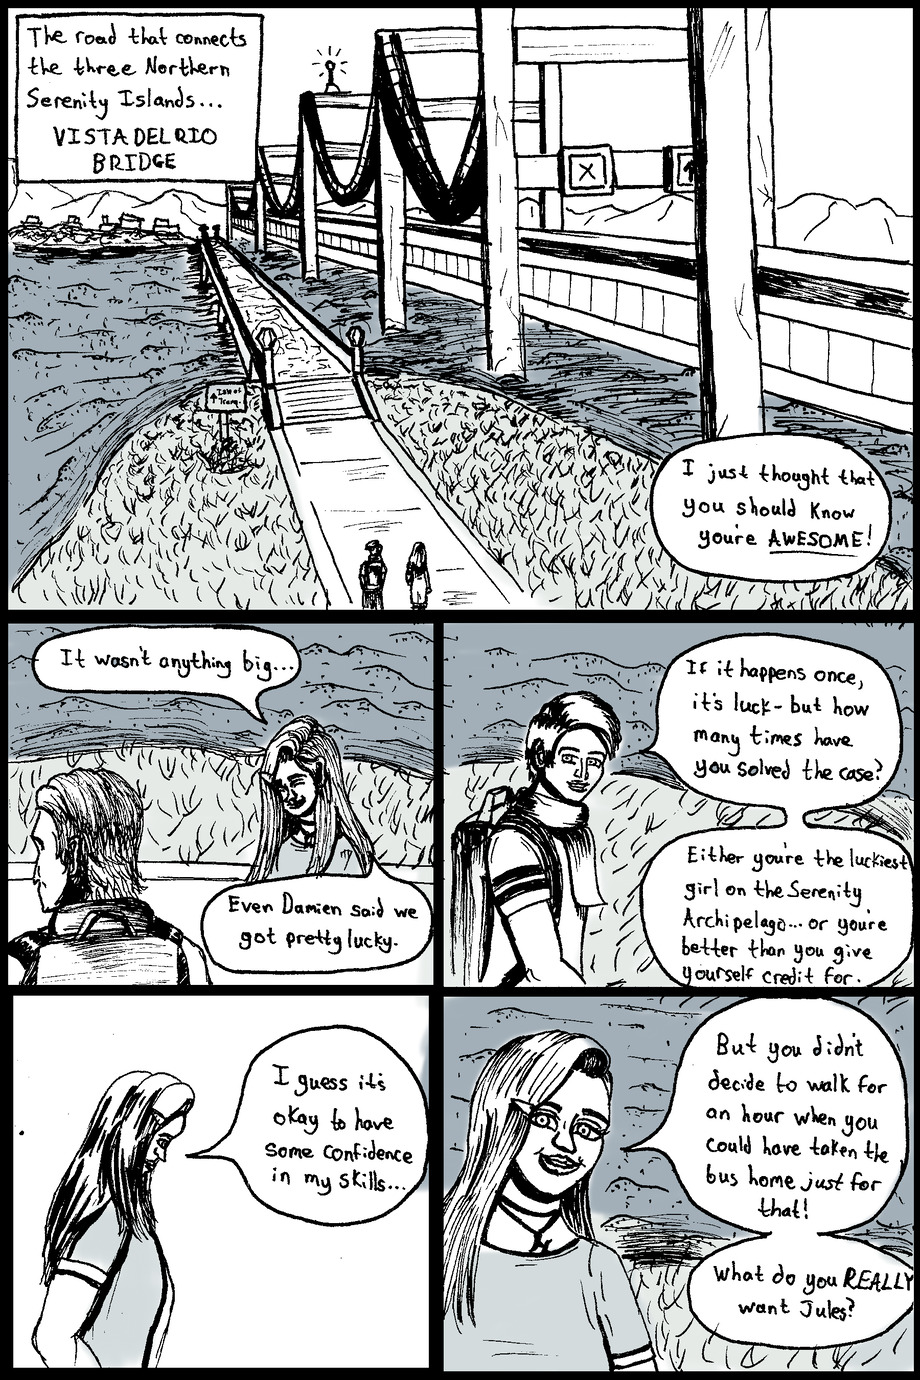 The road that connects
the three Northern
Serenity Islands...
VISTA DEL RIO
BRIDGE
X
Isle of
Tranq.
I just thought that
you should know
you're AWESOME!
It wasn't anything big...
Even Damien said we
got pretty lucky.
If it happens once,
it's luck- but how
many times have
you solved the case?
Either you're the luckiest
girl on the Serenity
Archipelago... or you're
better than you give
yourself credit for.
I guess it's
okay to have
some confidence
in my skills...
But you didn't
decide to walk for
an hour when you
could have taken the
bus home just for
that!
What do you REALLY
want Jules?